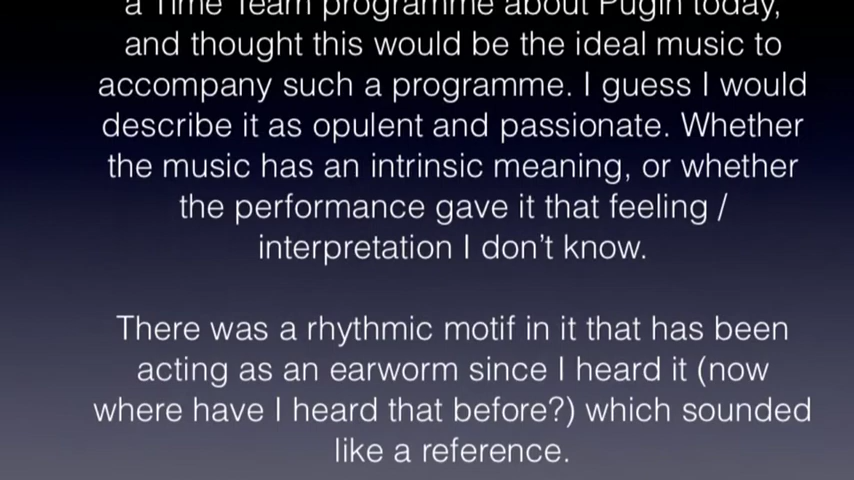 a Time Team programme about Pugin today,
and thought this would be the ideal music to
accompany such a programme. I guess I would
describe it as opulent and passionate. Whether
the music has an intrinsic meaning, or whether
the performance gave it that feeling /
interpretation I don’t know.
There was a rhythmic motif in it that has been
acting as an earworm since I heard it (now
where have I heard that before?) which sounded
like a reference.